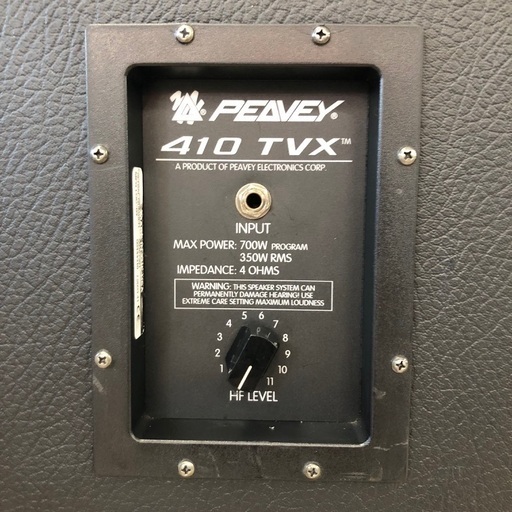 PEAVEY®
410 TVX™
A PRODUCT OF PEAVEY ELECTRONICS CORP.
INPUT
MAX POWER: 700W PROGRAM
350W RMS
IMPEDANCE: 4 OHMS
WARNING: THIS SPEAKER SYSTEM CAN
PERMANENTLY DAMAGE HEARING! USE
EXTREME CARE SETTING MAXIMUM LOUDNESS
1 2 3 4 5 6 7 8 9 10 11
HF LEVEL